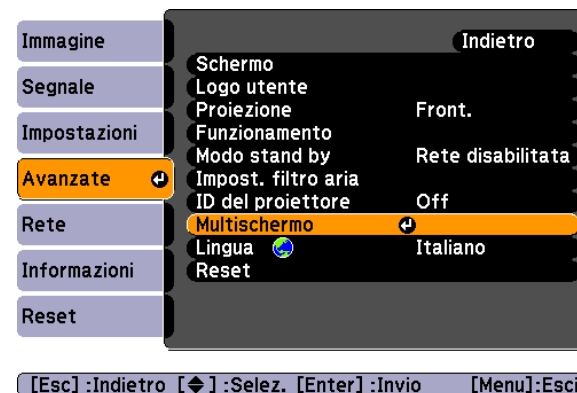 Immagine
Segnale
Impostazioni
Avanzate
Rete
Informazioni
Reset
Indietro
Schermo
Logo utente
Proiezione Front.
Funzionamento
Modo stand by Rete disabilitata
Impost. filtro aria
ID del proiettore Off
Multischermo
Lingua Italiano
Reset
[Esc] :Indietro [◆] :Selez. [Enter] :Invio [Menu]:Esci